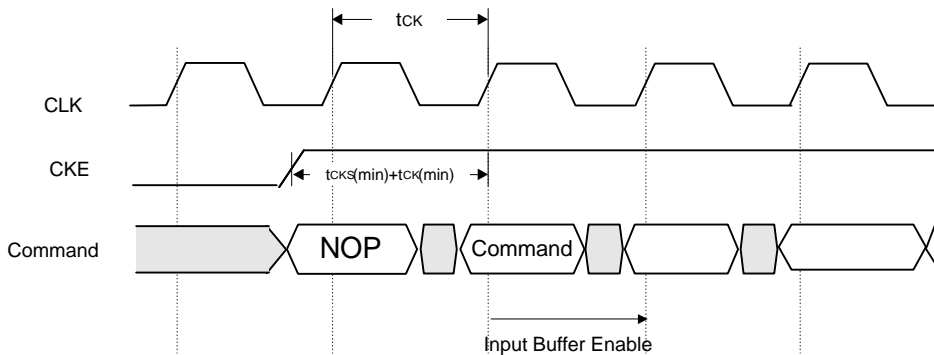 tCK
CLK
CKE
tCKS(min)+tCK(min)
Command
NOP
Command
Input Buffer Enable